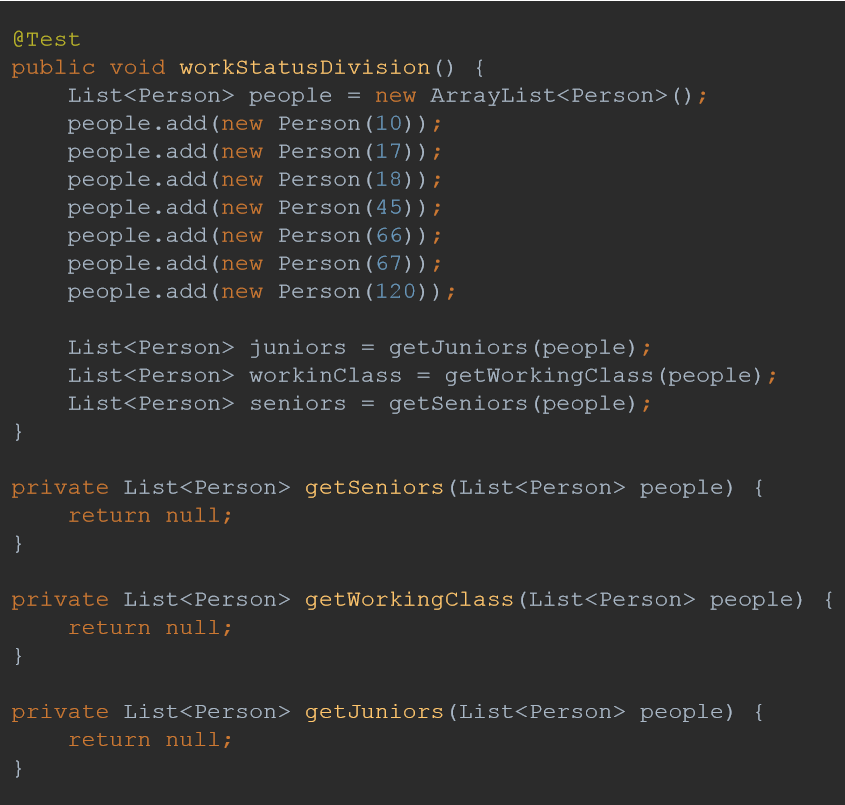 @Test
public void workStatusDivision() {
    List<Person> people = new ArrayList<Person>();
    people.add(new Person(10));
    people.add(new Person(17));
    people.add(new Person(18));
    people.add(new Person(45));
    people.add(new Person(66));
    people.add(new Person(67));
    people.add(new Person(120));

    List<Person> juniors = getJuniors(people);
    List<Person> workinClass = getWorkingClass(people);
    List<Person> seniors = getSeniors(people);
}

private List<Person> getSeniors(List<Person> people) {
    return null;
}

private List<Person> getWorkingClass(List<Person> people) {
    return null;
}

private List<Person> getJuniors(List<Person> people) {
    return null;
}